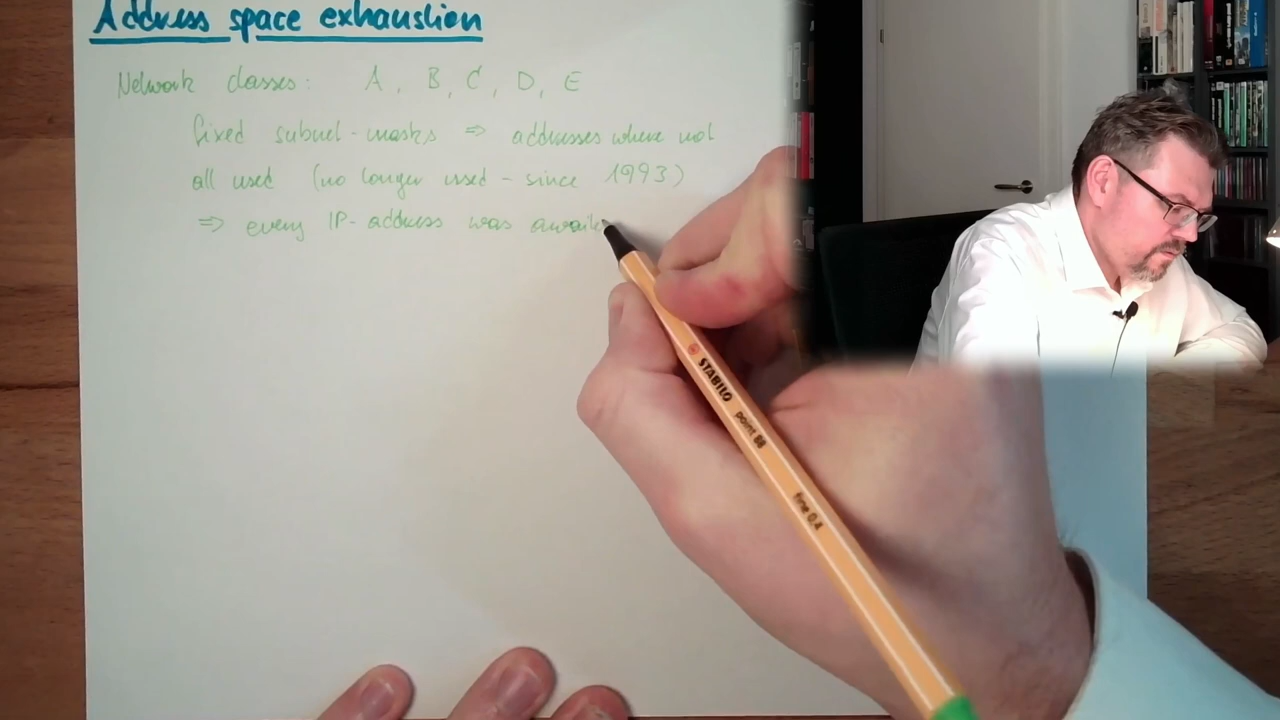 Address space exhaustion
Network classes: A, B, C, D, E
fixed subnet-masks ⇒ addresses where not
all used (no longer used - since 1993)
⇒ every IP-address was availe
STABILO point 88 fine 0,4